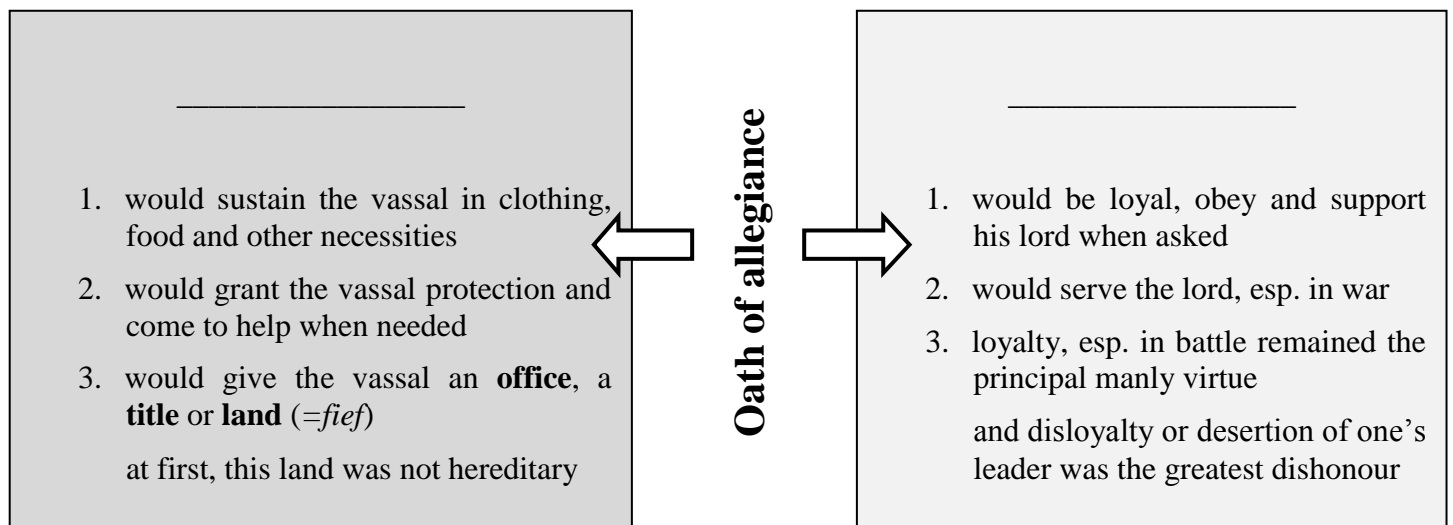 __________________
1. would sustain the vassal in clothing,
food and other necessities
2. would grant the vassal protection and
come to help when needed
3. would give the vassal an office, a
title or land (=fief)
at first, this land was not hereditary
Oath of allegiance
__________________
1. would be loyal, obey and support
his lord when asked
2. would serve the lord, esp. in war
3. loyalty, esp. in battle remained the
principal manly virtue
and disloyalty or desertion of one’s
leader was the greatest dishonour